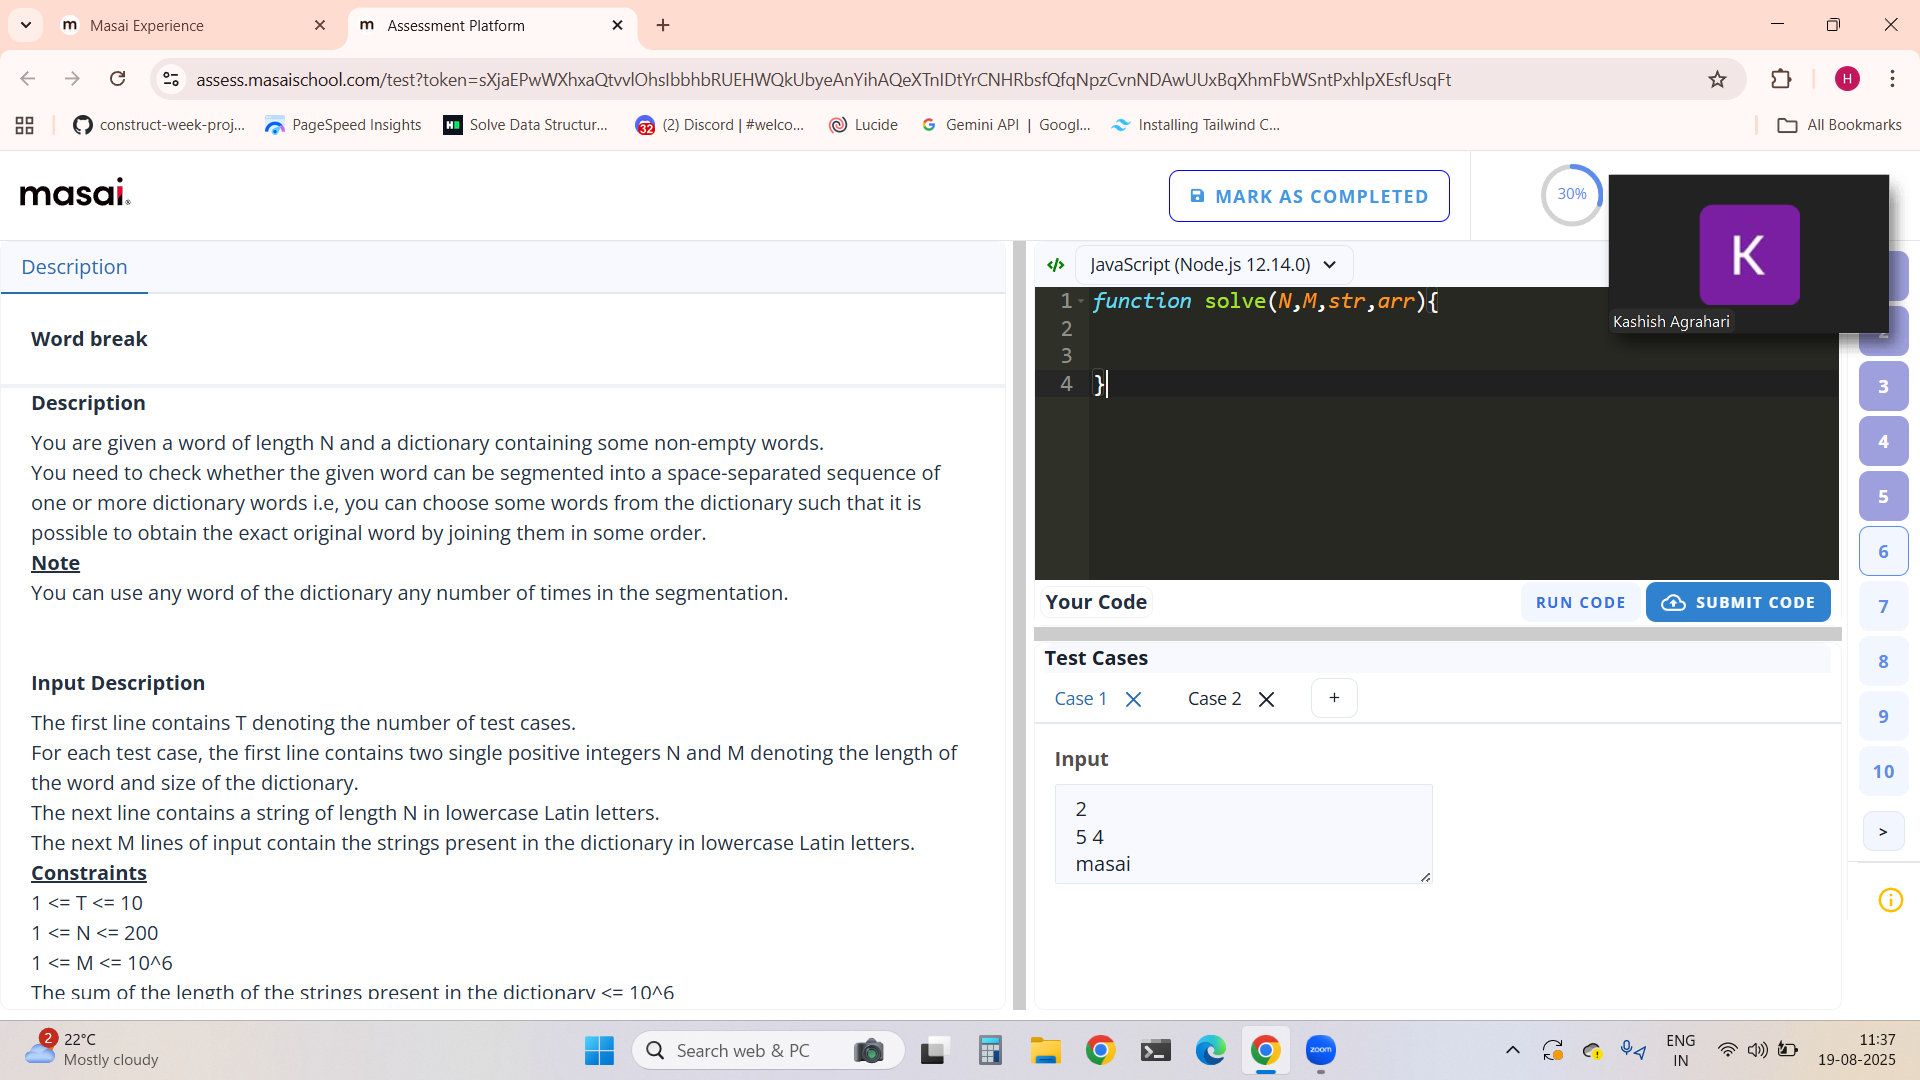 m Masai Experience
m Assessment Platform
assess.masaischool.com/test?token=sXjaEPwWXhxaQtvvlOhsIbbhbRUEHWQkUbyeAnYihAQeXTnIDtYrCNHRbsfQfqNpzCvnNDAwUUxBqXhmFbWSntPxhlpXEsfUsqFt
H
construct-week-proj...
PageSpeed Insights
Solve Data Structur...
32
(2) Discord | #welco...
Lucide
G Gemini API | Googl...
Installing Tailwind C...
All Bookmarks
masai.
MARK AS COMPLETED
30%
K
Kashish Agrahari
Description
</> JavaScript (Node.js 12.14.0)
1 function solve(N,M,str,arr){
2
3
4 }
Word break
Description
You are given a word of length N and a dictionary containing some non-empty words.
You need to check whether the given word can be segmented into a space-separated sequence of
one or more dictionary words i.e, you can choose some words from the dictionary such that it is
possible to obtain the exact original word by joining them in some order.
Note
You can use any word of the dictionary any number of times in the segmentation.
Input Description
The first line contains T denoting the number of test cases.
For each test case, the first line contains two single positive integers N and M denoting the length of
the word and size of the dictionary.
The next line contains a string of length N in lowercase Latin letters.
The next M lines of input contain the strings present in the dictionary in lowercase Latin letters.
Constraints
1 <= T <= 10
1 <= N <= 200
1 <= M <= 10^6
The sum of the length of the strings present in the dictionary <= 10^6
Your Code
RUN CODE
SUBMIT CODE
Test Cases
Case 1
Case 2
+
Input
2
5 4
masai
2
3
4
5
6
7
8
9
10
>
2
22°C
Mostly cloudy
Search web & PC
zoom
ENG
IN
11:37
19-08-2025